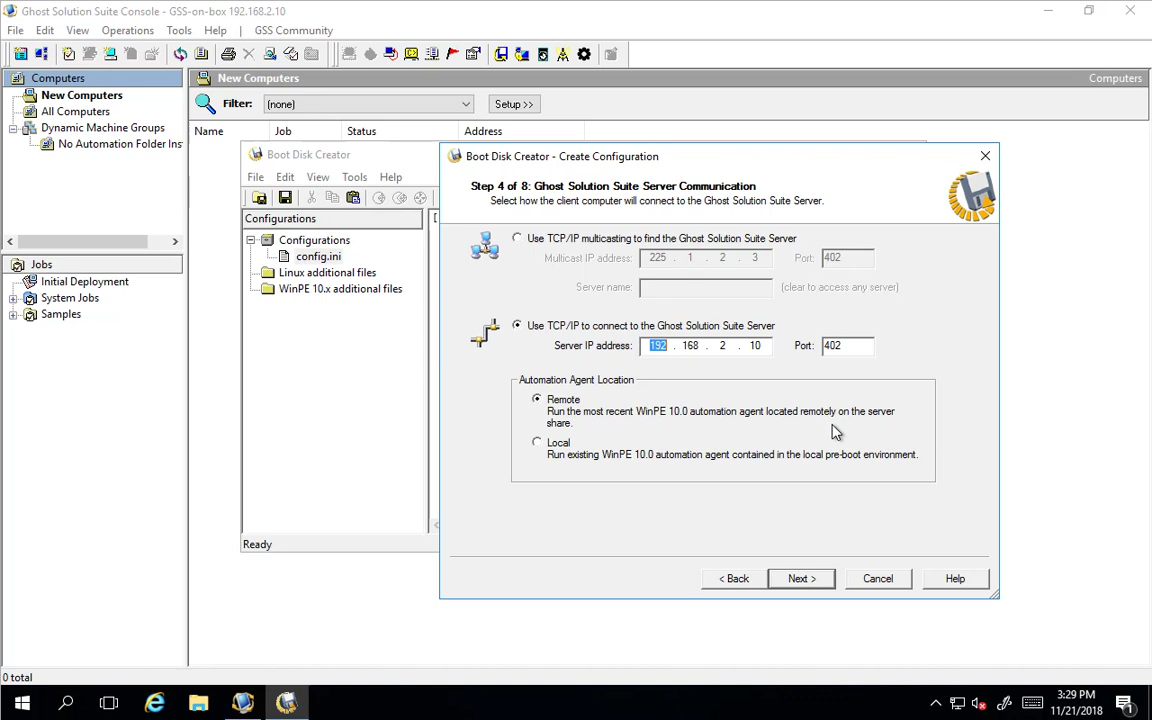 Ghost Solution Suite Console - GSS-on-box 192.168.2.10
File Edit View Operations Tools Help GSS Community
Computers
New Computers
All Computers
Dynamic Machine Groups
No Automation Folder Ins
Jobs
Initial Deployment
System Jobs
Samples
New Computers Computers
Filter: (none) Setup >>
Name Job Status Address
Boot Disk Creator
File Edit View Tools Help
Configurations
Configurations
config.ini
Linux additional files
WinPE 10.x additional files
Ready
Boot Disk Creator - Create Configuration
Step 4 of 8: Ghost Solution Suite Server Communication
Select how the client computer will connect to the Ghost Solution Suite Server.
Use TCP/IP multicasting to find the Ghost Solution Suite Server
Multicast IP address: 225 . 1 . 2 . 3 Port: 402
Server name: (clear to access any server)
Use TCP/IP to connect to the Ghost Solution Suite Server
Server IP address: 192 . 168 . 2 . 10 Port: 402
Automation Agent Location
Remote
Run the most recent WinPE 10.0 automation agent located remotely on the server
share.
Local
Run existing WinPE 10.0 automation agent contained in the local pre-boot environment.
< Back Next > Cancel Help
0 total
3:29 PM
11/21/2018
1